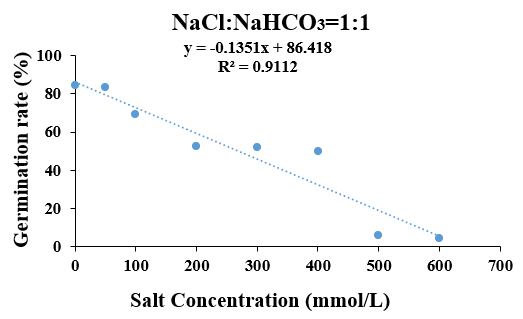 NaCl:NaHCO₃=1:1
y = -0.1351x + 86.418
R² = 0.9112
Germination rate (%)
100
80
60
40
20
0
0 100 200 300 400 500 600 700
Salt Concentration (mmol/L)